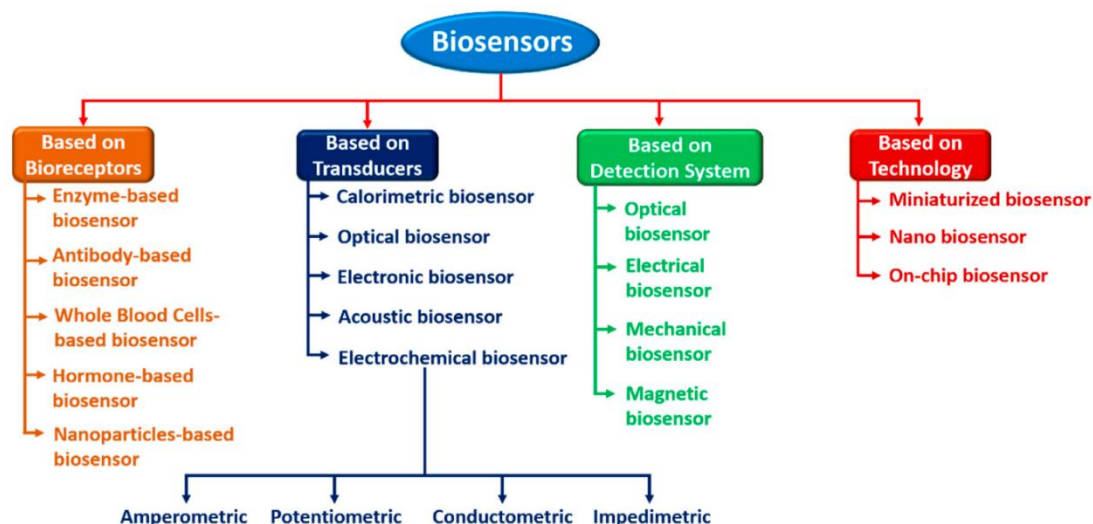 Biosensors
Based on
Bioreceptors
Enzyme-based
biosensor
Antibody-based
biosensor
Whole Blood Cells-
based biosensor
Hormone-based
biosensor
Nanoparticles-based
biosensor
Based on
Transducers
Calorimetric biosensor
Optical biosensor
Electronic biosensor
Acoustic biosensor
Electrochemical biosensor
Amperometric
Potentiometric
Conductometric
Impedimetric
Based on
Detection System
Optical
biosensor
Electrical
biosensor
Mechanical
biosensor
Magnetic
biosensor
Based on
Technology
Miniaturized biosensor
Nano biosensor
On-chip biosensor